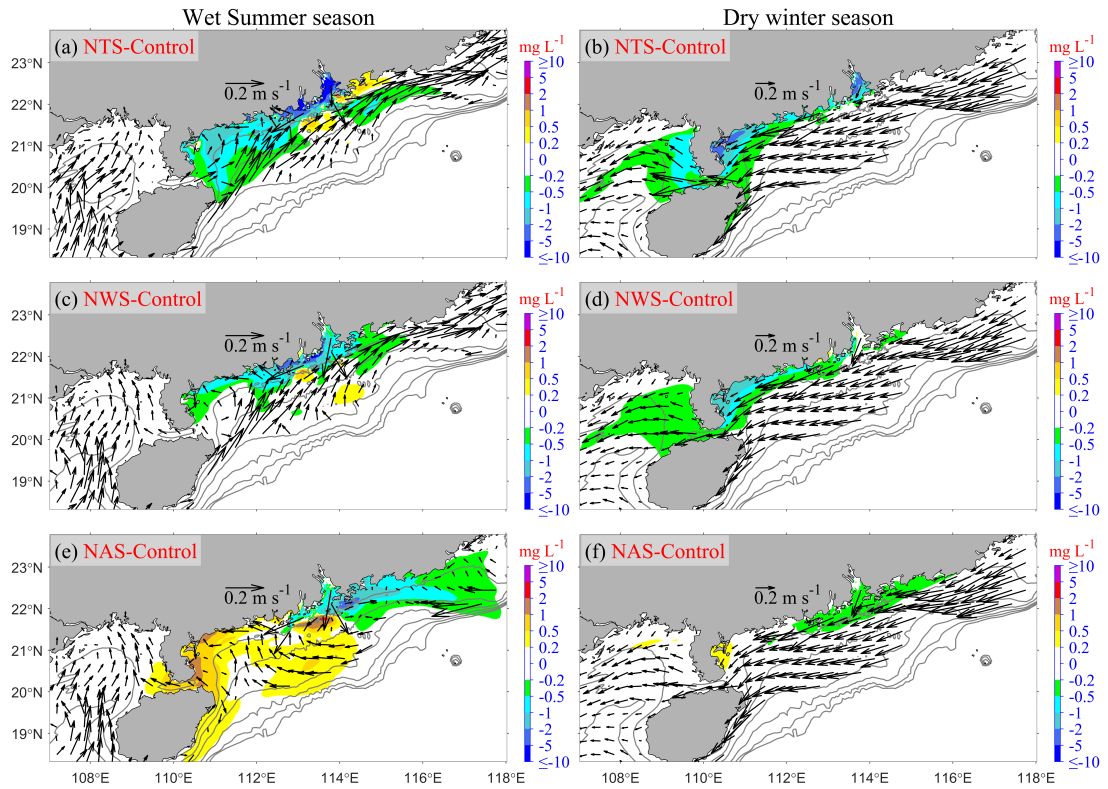 Wet Summer season
Dry winter season
(a) NTS-Control
0.2 m s-1
23°N
22°N
21°N
20°N
19°N
mg L-1
≥10
5
2
1
0.5
0.2
0
-0.2
-0.5
-1
-2
-5
≤-10
(b) NTS-Control
0.2 m s-1
mg L-1
≥10
5
2
1
0.5
0.2
0
-0.2
-0.5
-1
-2
-5
≤-10
(c) NWS-Control
0.2 m s-1
23°N
22°N
21°N
20°N
19°N
mg L-1
≥10
5
2
1
0.5
0.2
0
-0.2
-0.5
-1
-2
-5
≤-10
(d) NWS-Control
0.2 m s-1
mg L-1
≥10
5
2
1
0.5
0.2
0
-0.2
-0.5
-1
-2
-5
≤-10
(e) NAS-Control
0.2 m s-1
23°N
22°N
21°N
20°N
19°N
108°E
110°E
112°E
114°E
116°E
118°E
mg L-1
≥10
5
2
1
0.5
0.2
0
-0.2
-0.5
-1
-2
-5
≤-10
(f) NAS-Control
0.2 m s-1
108°E
110°E
112°E
114°E
116°E
118°E
mg L-1
≥10
5
2
1
0.5
0.2
0
-0.2
-0.5
-1
-2
-5
≤-10